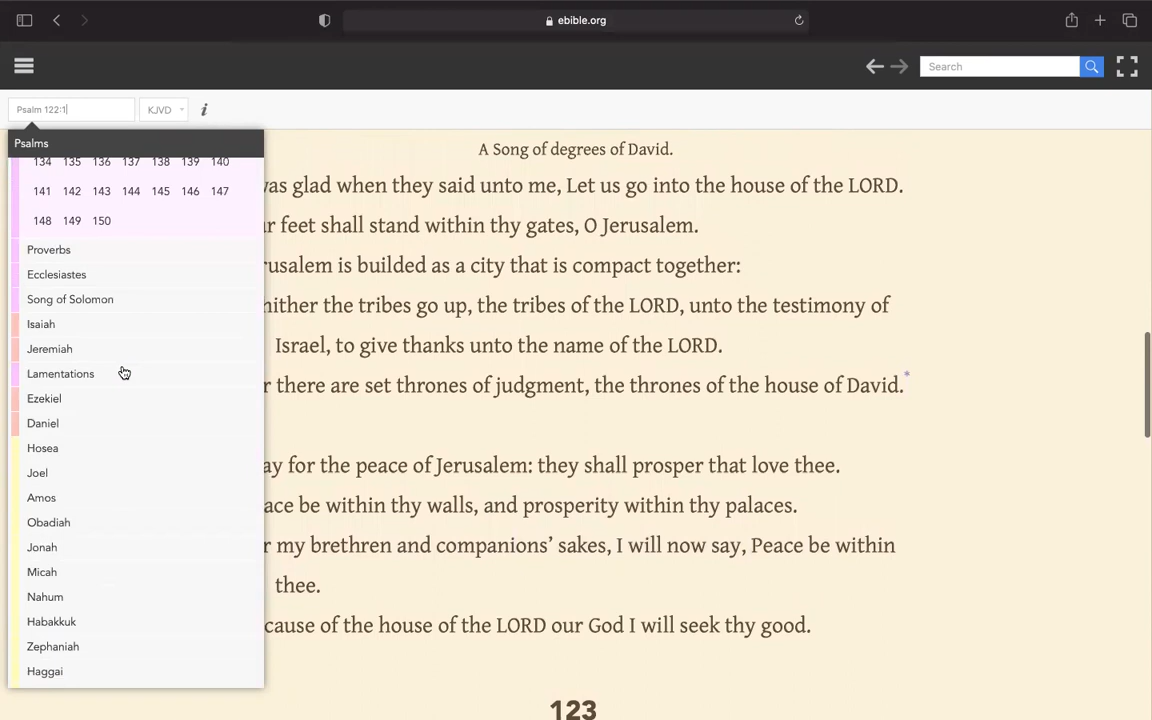 ebible.org
Search
Psalm 122:1
KJVD
i
Psalms
134 135 136 137 138 139 140
141 142 143 144 145 146 147
148 149 150
Proverbs
Ecclesiastes
Song of Solomon
Isaiah
Jeremiah
Lamentations
Ezekiel
Daniel
Hosea
Joel
Amos
Obadiah
Jonah
Micah
Nahum
Habakkuk
Zephaniah
Haggai
A Song of degrees of David.
was glad when they said unto me, Let us go into the house of the LORD.
feet shall stand within thy gates, O Jerusalem.
is builded as a city that is compact together:
the tribes go up, the tribes of the LORD, unto the testimony of
Israel, to give thanks unto the name of the LORD.
there are set thrones of judgment, the thrones of the house of David.*
for the peace of Jerusalem: they shall prosper that love thee.
be within thy walls, and prosperity within thy palaces.
my brethren and companions’ sakes, I will now say, Peace be within
thee.
of the house of the LORD our God I will seek thy good.
123